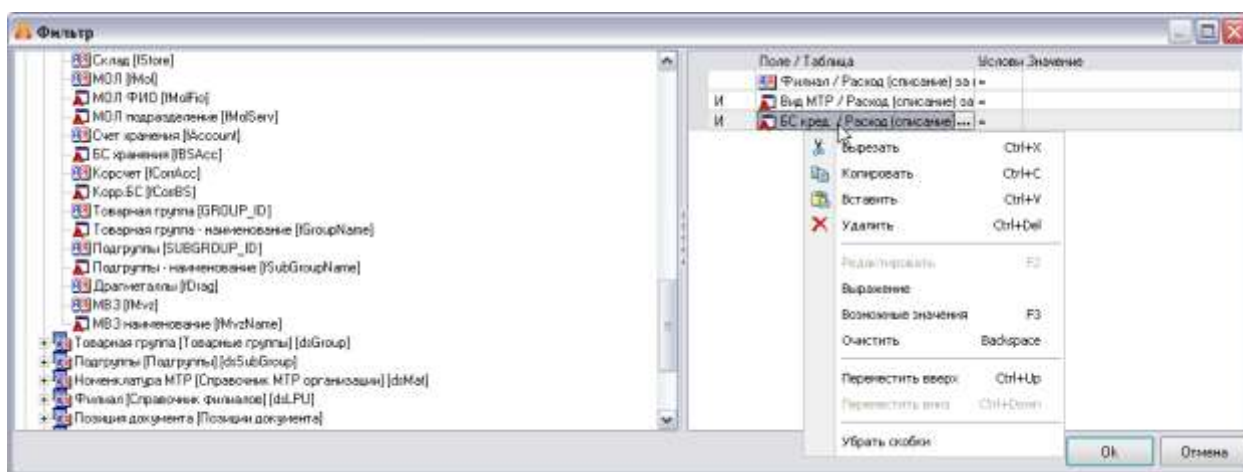 Фильтр
Склад [fStore]
МОЛ [fMol]
МОЛ ФИО [fMolFio]
МОЛ подразделение [fMolServ]
Счет хранения [fAccount]
БС хранения [fBSAcc]
Корсчет [fConAcc]
Корр.БС [fConBS]
Товарная группа [GROUP_ID]
Товарная группа - наименование [fGroupName]
Подгруппы [SUBGROUP_ID]
Подгруппы - наименование [fSubGroupName]
Драгметаллы [fDrag]
МВЗ [fMvz]
МВЗ наименование [fMvzName]
Товарная группа [Товарные группы] [dsGroup]
Подгруппы [Подгруппы] [dsSubGroup]
Номенклатура МТР [Справочник МТР организации] [dsMat]
Филиал [Справочник филиалов] [dsLPU]
Позиция документа [Позиции документа]
Поле / Таблица Услови Значение
Филиал / Расход (списание) за =
И Вид МТР / Расход (списание) за =
И БС кред. / Расход (списание) ... =
Вырезать Ctrl+X
Копировать Ctrl+C
Вставить Ctrl+V
Удалить Ctrl+Del
Редактировать F2
Выражение
Возможные значения F3
Очистить Backspace
Переместить вверх Ctrl+Up
Переместить вниз Ctrl+Down
Убрать скобки
Ok Отмена